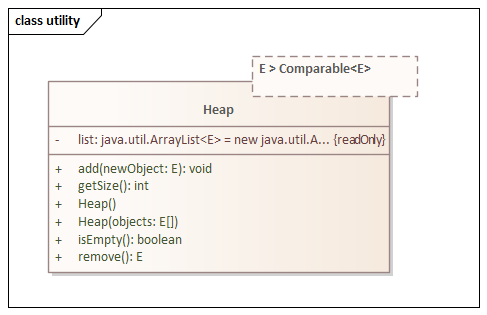 class utility
E > Comparable<E>
Heap
- list: java.util.ArrayList<E> = new java.util.A... {readOnly}
+ add(newObject: E): void
+ getSize(): int
+ Heap()
+ Heap(objects: E[])
+ isEmpty(): boolean
+ remove(): E